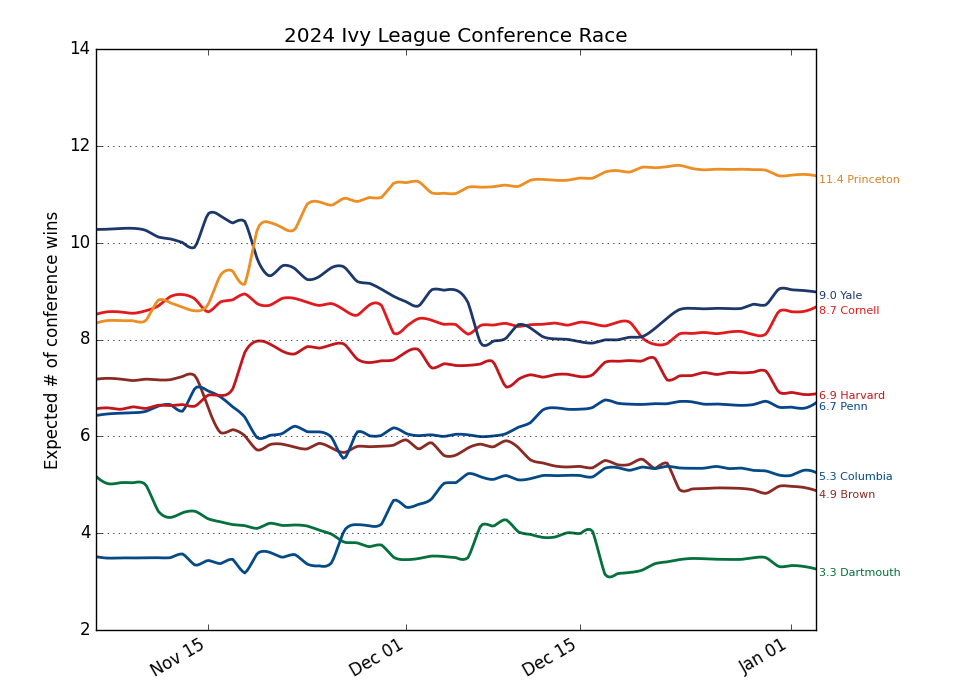 2024 Ivy League Conference Race
Expected # of conference wins
14
12
10
8
6
4
2
11.4 Princeton
9.0 Yale
8.7 Cornell
6.9 Harvard
6.7 Penn
5.3 Columbia
4.9 Brown
3.3 Dartmouth
Nov 15
Dec 01
Dec 15
Jan 01